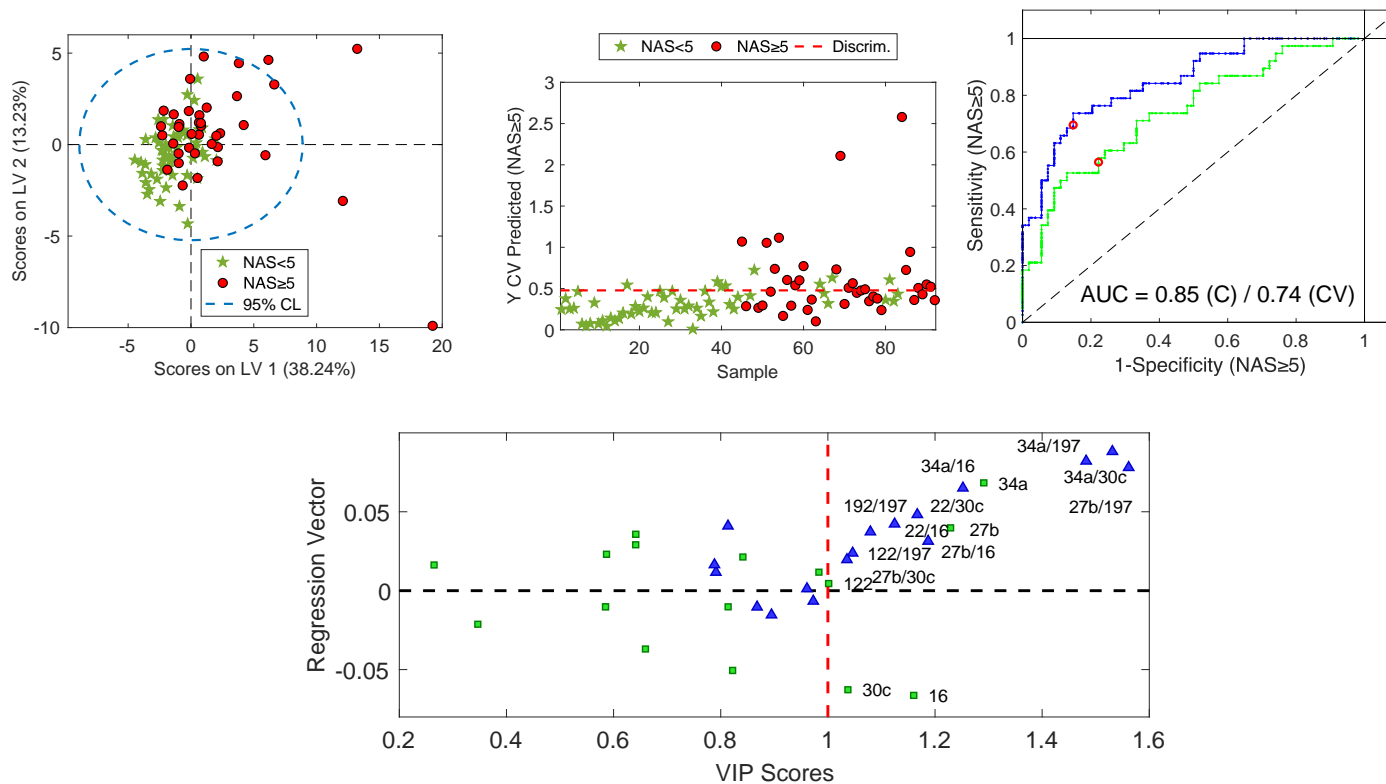 5
0
-5
-10
Scores on LV 2 (13.23%)
NAS<5
NAS≥5
95% CL
-5
0
5
10
15
20
Scores on LV 1 (38.24%)
NAS<5 NAS≥5 Discrim.
3
2.5
2
1.5
1
0.5
0
Y CV Predicted (NAS≥5)
20
40
60
80
Sample
1
0.8
0.6
0.4
0.2
0
Sensitivity (NAS≥5)
AUC = 0.85 (C) / 0.74 (CV)
0
0.2
0.4
0.6
0.8
1
1-Specificity (NAS≥5)
0.05
0
-0.05
Regression Vector
34a/197
34a/16
34a
34a/30c
27b/197
192/197
22/30c
22/16
27b
27b/16
122/197
27b/30c
122
30c
16
0.2
0.4
0.6
0.8
1
1.2
1.4
1.6
VIP Scores